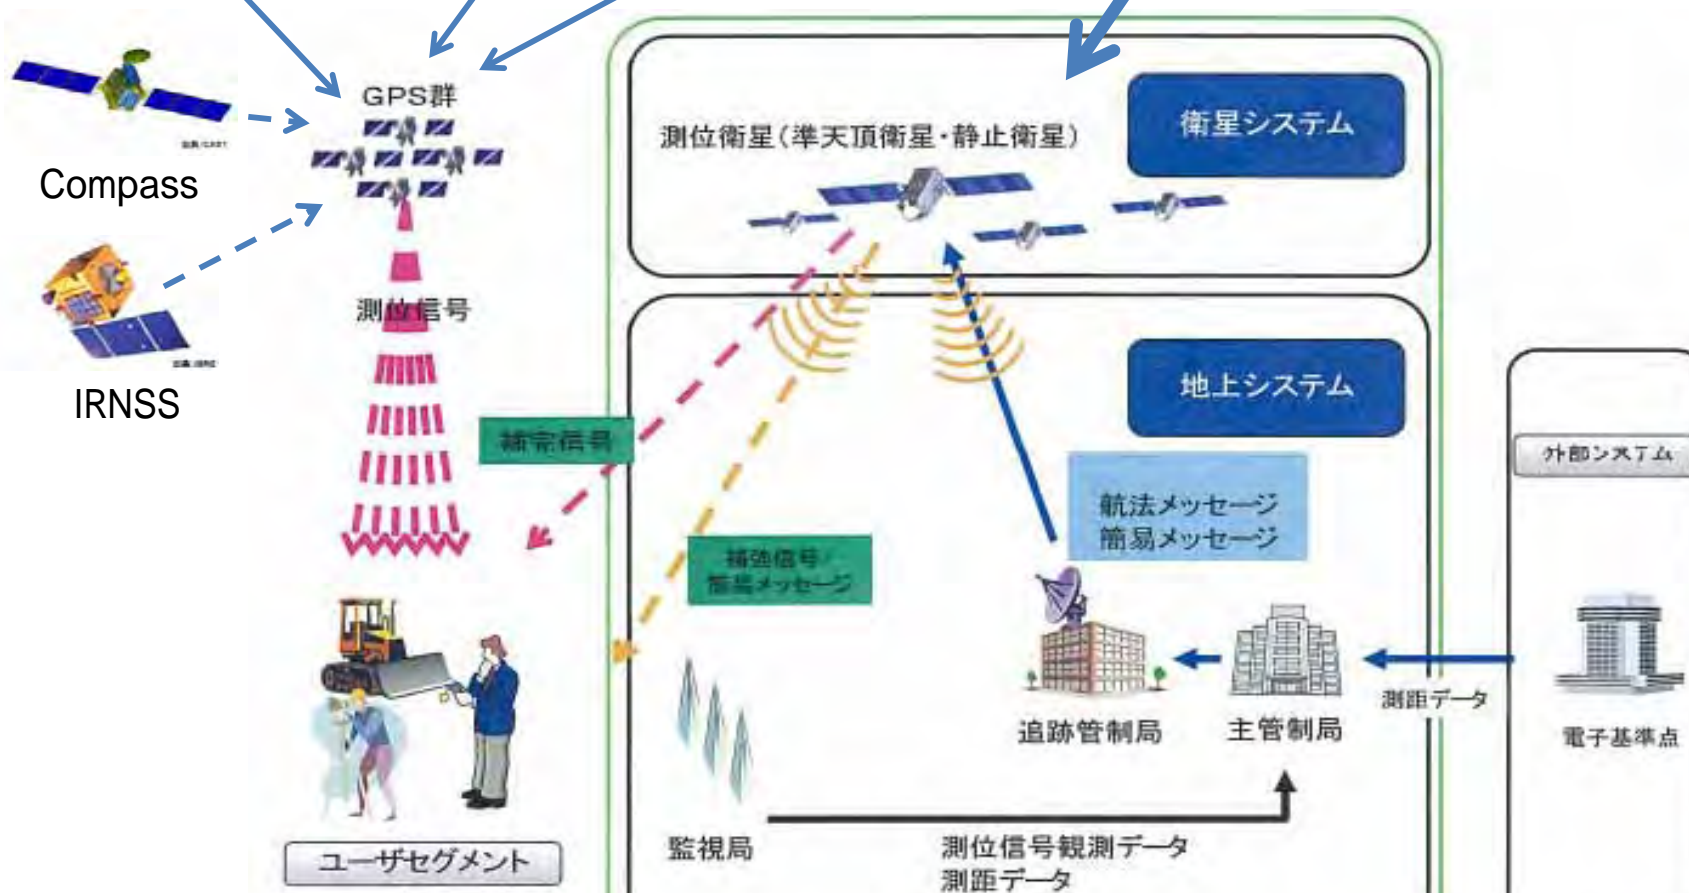 GPS群
Compass
IRNSS
測位信号
測位衛星(準天頂衛星・静止衛星)
衛星システム
地上システム
補完信号
補強信号/
簡易メッセージ
航法メッセージ
簡易メッセージ
外部システム
追跡管制局
主管制局
測距データ
電子基準点
監視局
測位信号観測データ
測距データ
ユーザセグメント